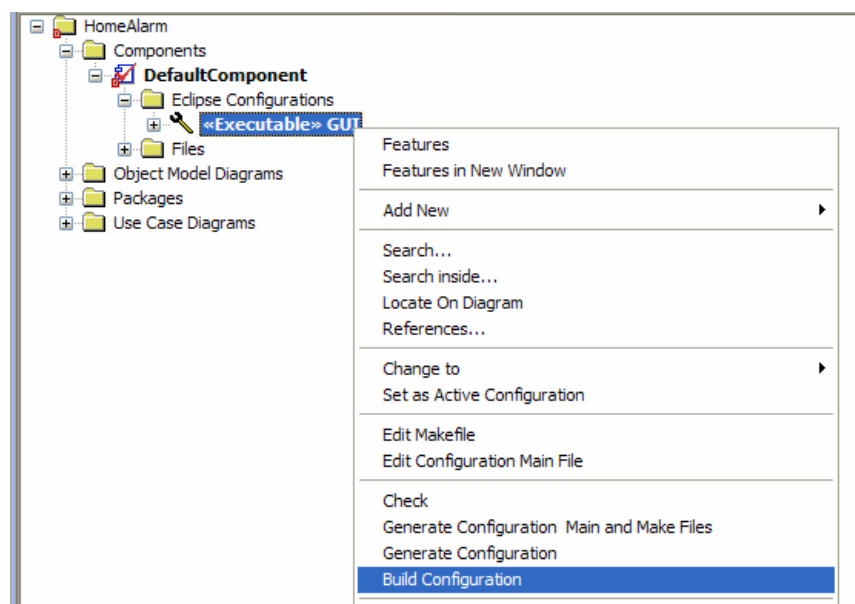 HomeAlarm
Components
DefaultComponent
Eclipse Configurations
«Executable» GUI
Files
Object Model Diagrams
Packages
Use Case Diagrams
Features
Features in New Window
Add New
Search...
Search inside...
Locate On Diagram
References...
Change to
Set as Active Configuration
Edit Makefile
Edit Configuration Main File
Check
Generate Configuration Main and Make Files
Generate Configuration
Build Configuration